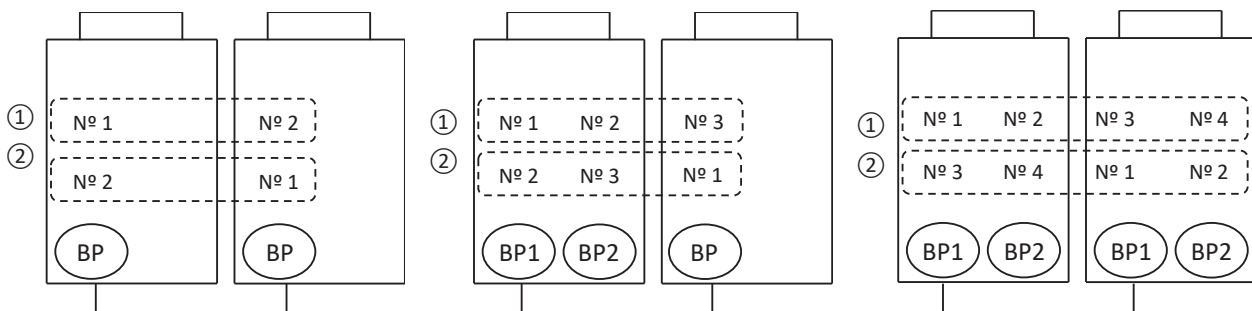 ① Nº 1 Nº 2
② Nº 2 Nº 1
BP BP
① Nº 1 Nº 2 Nº 3
② Nº 2 Nº 3 Nº 1
BP1 BP2 BP
① Nº 1 Nº 2 Nº 3 Nº 4
② Nº 3 Nº 4 Nº 1 Nº 2
BP1 BP2 BP1 BP2